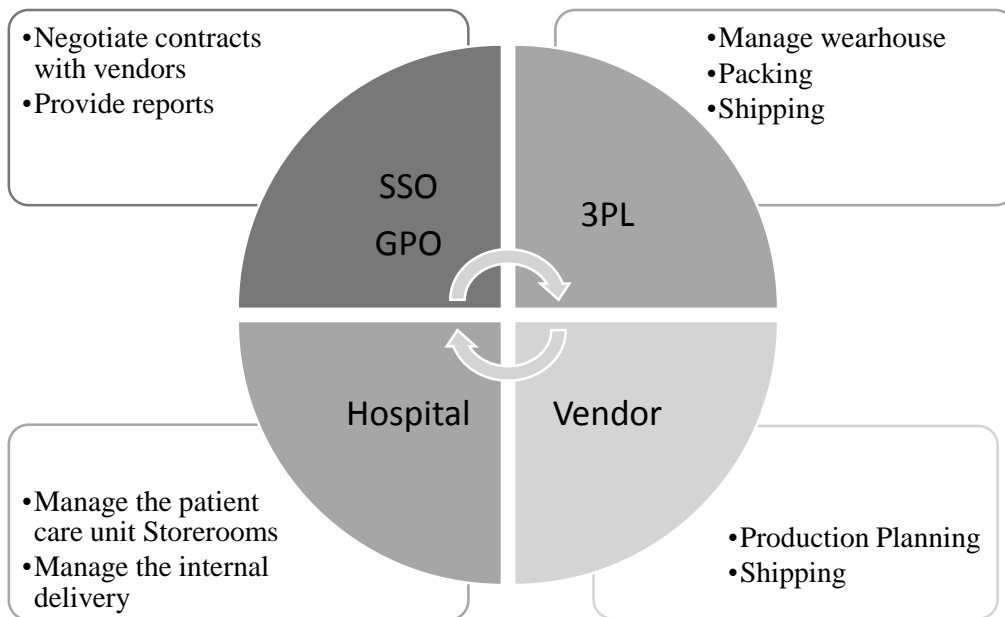 •Negotiate contracts
with vendors
•Provide reports
•Manage wearhouse
•Packing
•Shipping
SSO
GPO
3PL
Hospital
Vendor
•Manage the patient
care unit Storerooms
•Manage the internal
delivery
•Production Planning
•Shipping